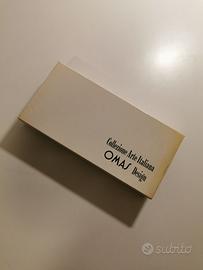 Collezione Arte Italiana
OMAS Design
subito